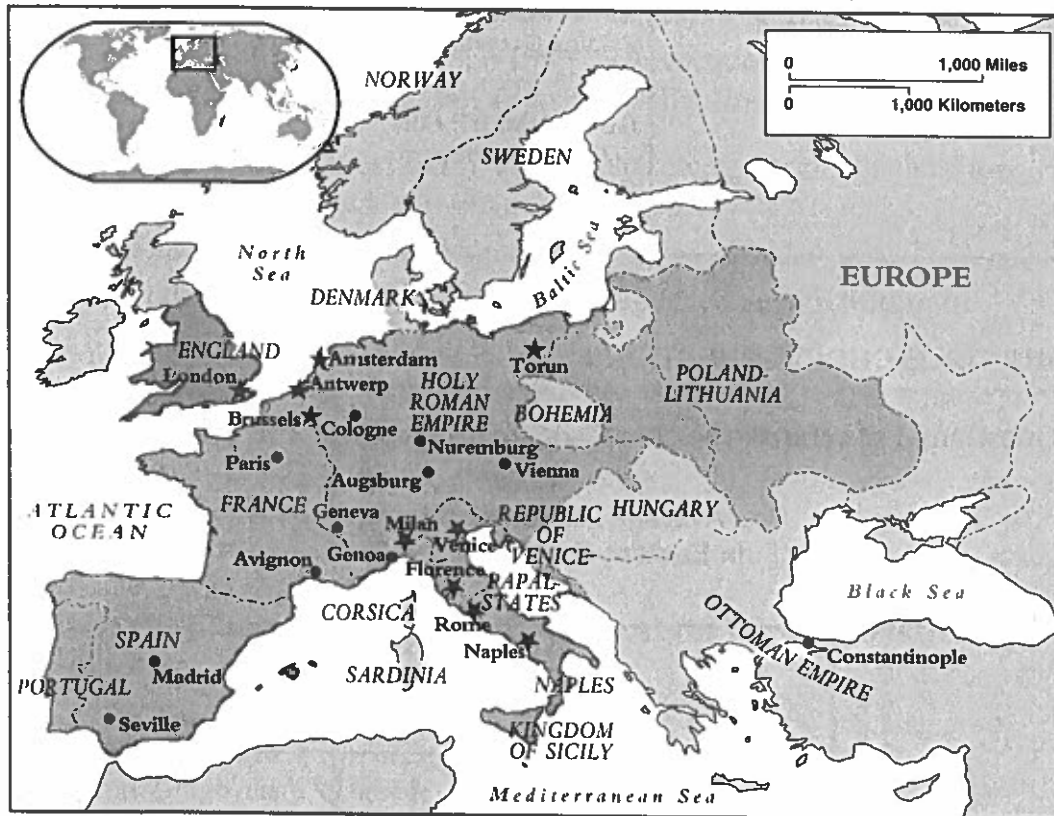 NORWAY
0 1,000 Miles
0 1,000 Kilometers
SWEDEN
North
Sea
Baltic Sea
EUROPE
DENMARK
ENGLAND
London
Amsterdam
Antwerp
HOLY
ROMAN
EMPIRE
Torun
POLAND-
LITHUANIA
BOHEMIA
Brussels
Cologne
Nuremburg
Paris
Vienna
Augsburg
FRANCE
HUNGARY
ATLANTIC
OCEAN
Geneva
Milan
REPUBLIC
OF
VENICE
Venice
Genoa
Avignon
Florence
PAPAL
STATES
Black Sea
CORSICA
Rome
OTTOMAN EMPIRE
Constantinople
SPAIN
Naples
Madrid
SARDINIA
PORTUGAL
NAPLES
Seville
KINGDOM
OF SICILY
Mediterranean Sea